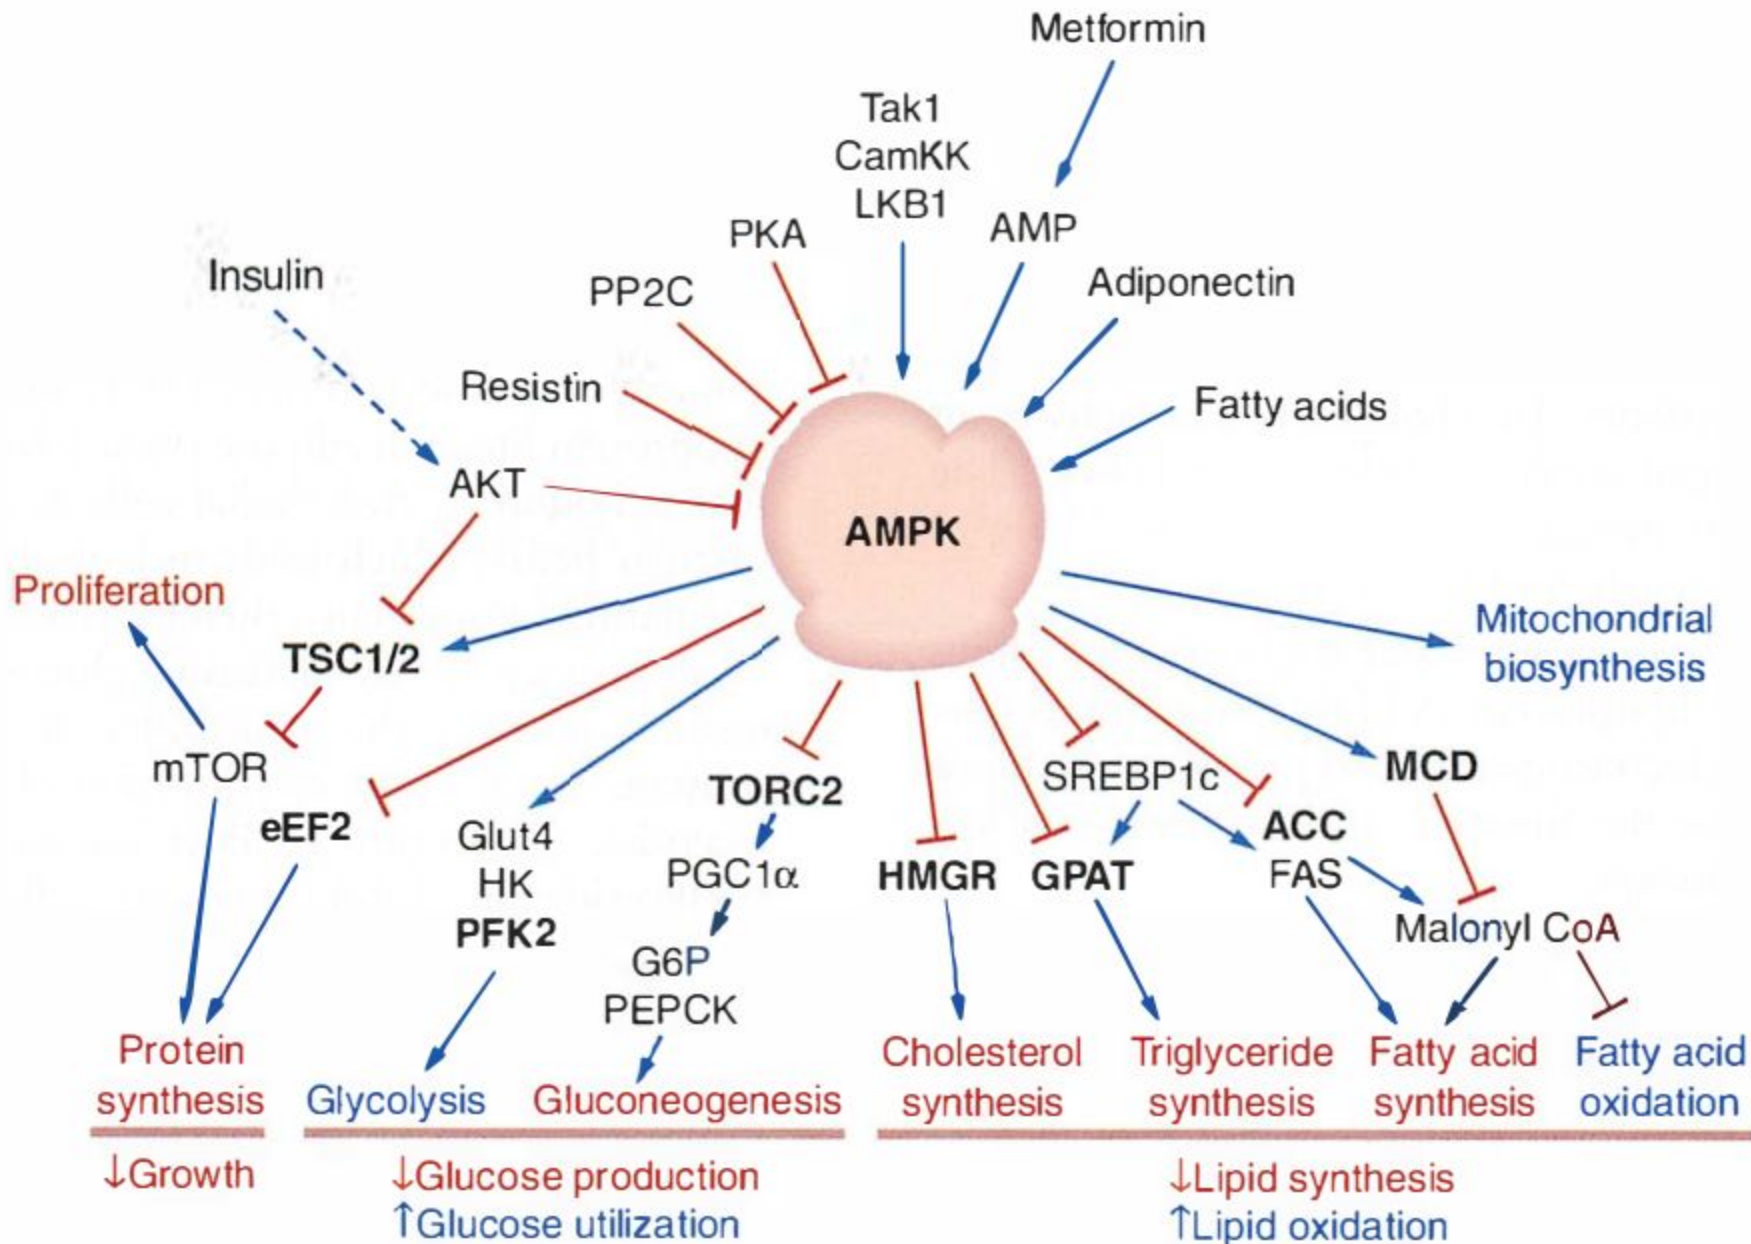 Metformin
Tak1
CamKK
LKB1
PKA
AMP
Insulin
PP2C
Adiponectin
Resistin
Fatty acids
AKT
AMPK
Proliferation
TSC1/2
Mitochondrial
biosynthesis
mTOR
eEF2
Glut4
HK
PFK2
TORC2
PGC1α
G6P
PEPCK
HMGR
GPAT
SREBP1c
ACC
FAS
MCD
Malonyl CoA
Protein
synthesis
Glycolysis
Gluconeogenesis
Cholesterol
synthesis
Triglyceride
synthesis
Fatty acid
synthesis
Fatty acid
oxidation
↓Growth
↓Glucose production
↑Glucose utilization
↓Lipid synthesis
↑Lipid oxidation